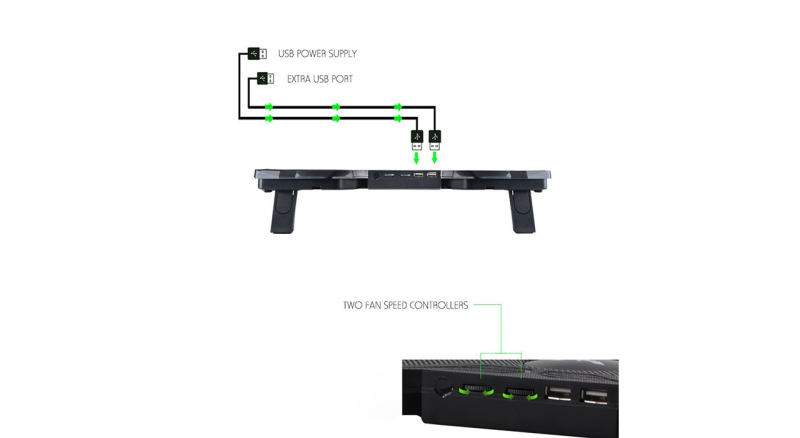 USB POWER SUPPLY
EXTRA USB PORT
TWO FAN SPEED CONTROLLERS